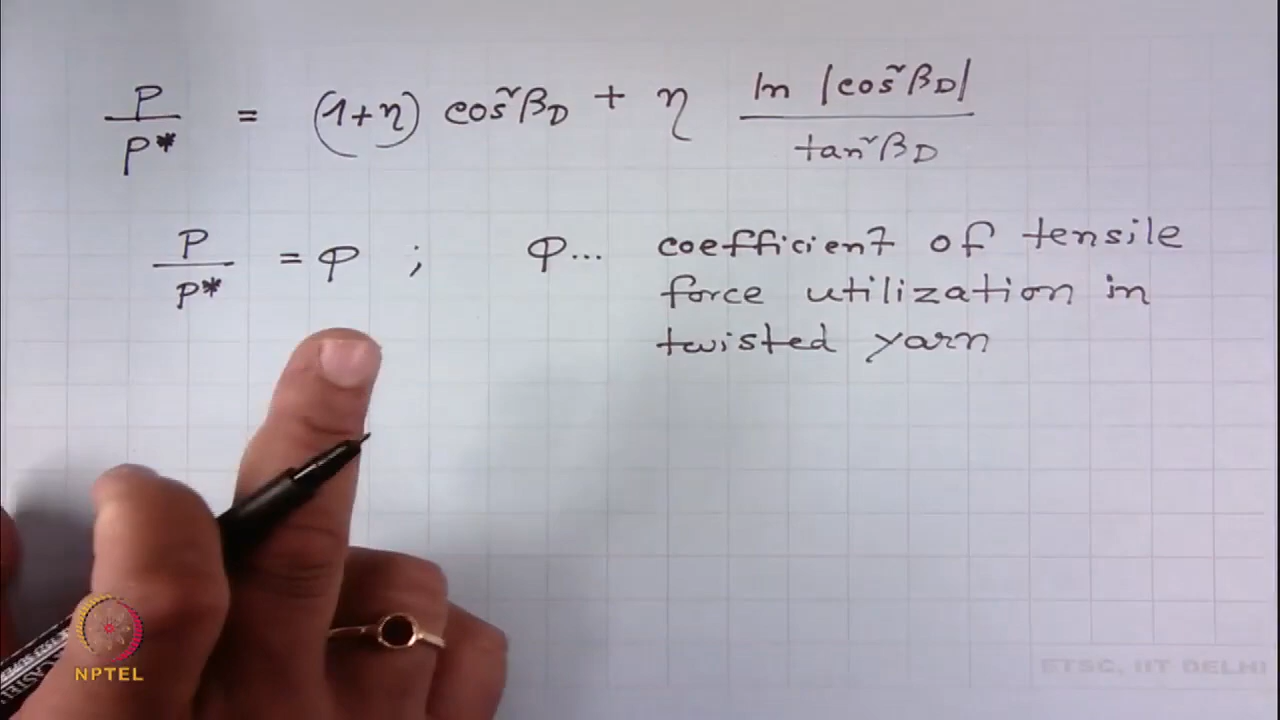 P/P* = (1+η) cos²β_D + η ln |cos²β_D| / tan²β_D
P/P* = φ ; φ... coefficient of tensile
force utilization in
twisted yarn
NPTEL
ETSC, IIT DELHI